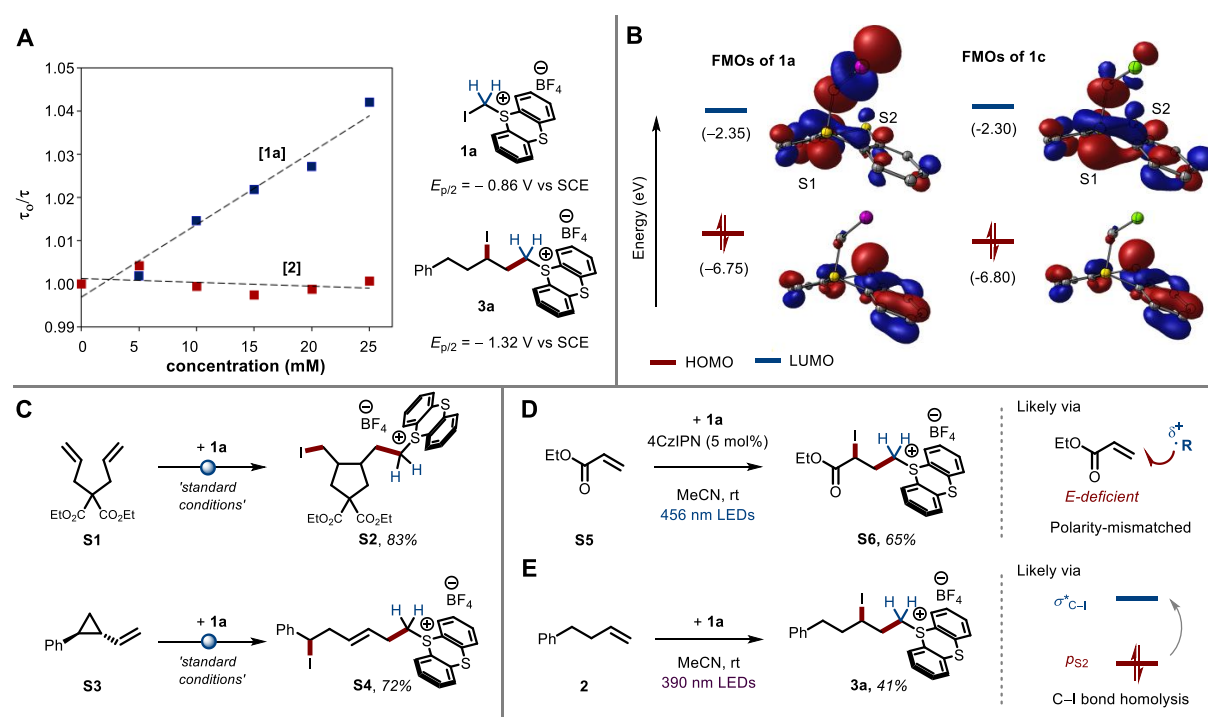 A
1.05
1.04
1.03
1.02
1.01
1.00
0.99
τo/τ
[1a]
[2]
0
5
10
15
20
25
concentration (mM)
H
H
I
S
⊕
S
⊖
BF4
1a
Ep/2 = – 0.86 V vs SCE
I
H
H
Ph
S
⊕
S
⊖
BF4
3a
Ep/2 = – 1.32 V vs SCE
B
FMOs of 1a
FMOs of 1c
Energy (eV)
(–2.35)
(–2.30)
S2
S1
S2
S1
(–6.75)
(–6.80)
HOMO
LUMO
C
EtO2C
CO2Et
S1
+ 1a
'standard
conditions'
⊖
BF4
S
S
⊕
I
H
H
EtO2C
CO2Et
S2, 83%
Ph
S3
+ 1a
'standard
conditions'
⊖
BF4
H
H
Ph
I
S
⊕
S
S4, 72%
D
EtO
O
S5
+ 1a
4CzIPN (5 mol%)
MeCN, rt
456 nm LEDs
⊖
BF4
I
H
H
EtO
O
S
⊕
S
S6, 65%
Likely via
EtO
O
δ+
•R
E-deficient
Polarity-mismatched
E
Ph
2
+ 1a
MeCN, rt
390 nm LEDs
⊖
BF4
I
H
H
Ph
S
⊕
S
3a, 41%
Likely via
σ*C–I
pS2
C–I bond homolysis